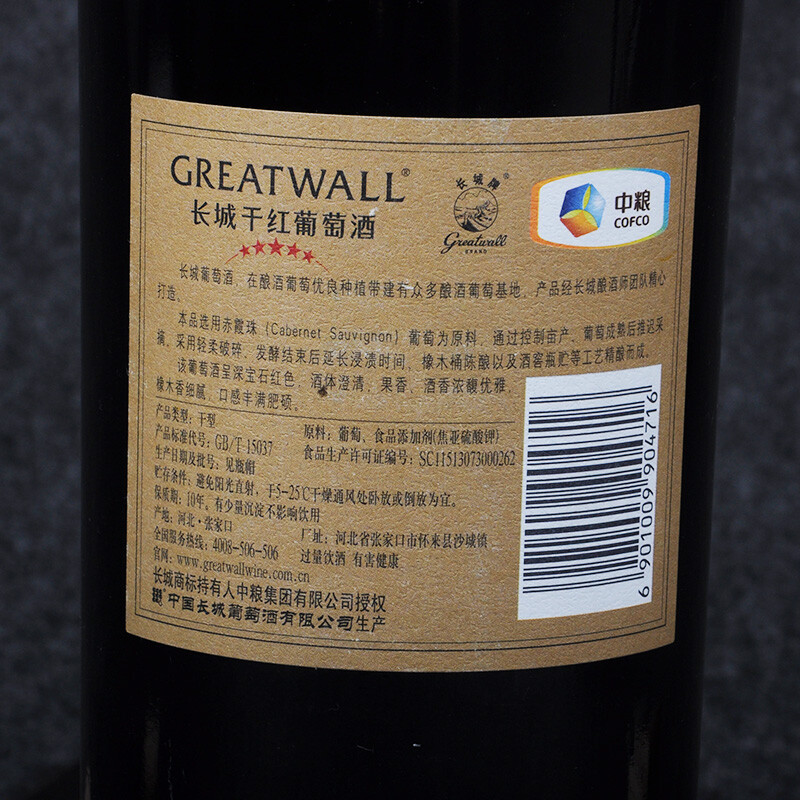 GREATWALL®
长城干红葡萄酒
长城牌®
Greatwall
BRAND
中粮
COFCO
长城葡萄酒，在酿酒葡萄优良种植带建有众多酿酒葡萄基地，产品经长城酿酒师团队精心
打造。
本品选用赤霞珠（Cabernet Sauvignon）葡萄为原料，通过控制亩产、葡萄成熟后推迟采
摘，采用轻柔破碎，发酵结束后延长浸渍时间，橡木桶陈酿以及酒窖瓶贮等工艺精酿而成。
该葡萄酒呈深宝石红色，酒体澄清，果香、酒香浓馥优雅，
橡木香细腻，口感丰满肥硕。
产品类型：干型
产品标准代号：GB/T 15037
生产日期及批号：见瓶帽
原料：葡萄、食品添加剂(焦亚硫酸钾)
食品生产许可证编号：SC11513073000262
贮存条件：避免阳光直射，于5-25℃干燥通风处卧放或倒放为宜。
保质期：10年。有少量沉淀不影响饮用
产地：河北·张家口
全国服务热线：4008-506-506
官网：www.greatwallwine.com.cn
厂址：河北省张家口市怀来县沙城镇
过量饮酒 有害健康
长城商标持有人中粮集团有限公司授权
中国长城葡萄酒有限公司生产
6 901009 904716